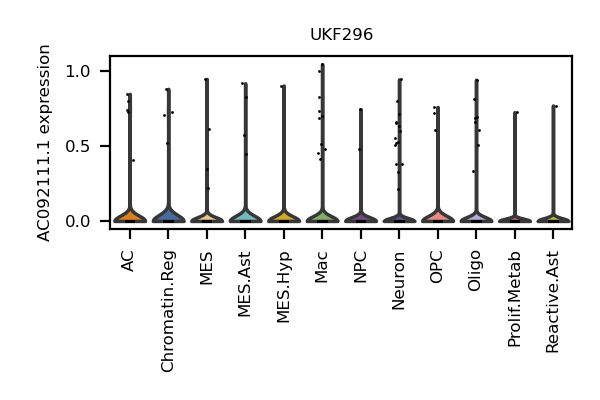 UKF296
AC092111.1 expression
1.0
0.5
0.0
AC
Chromatin.Reg
MES
MES.Ast
MES.Hyp
Mac
NPC
Neuron
OPC
Oligo
Prolif.Metab
Reactive.Ast